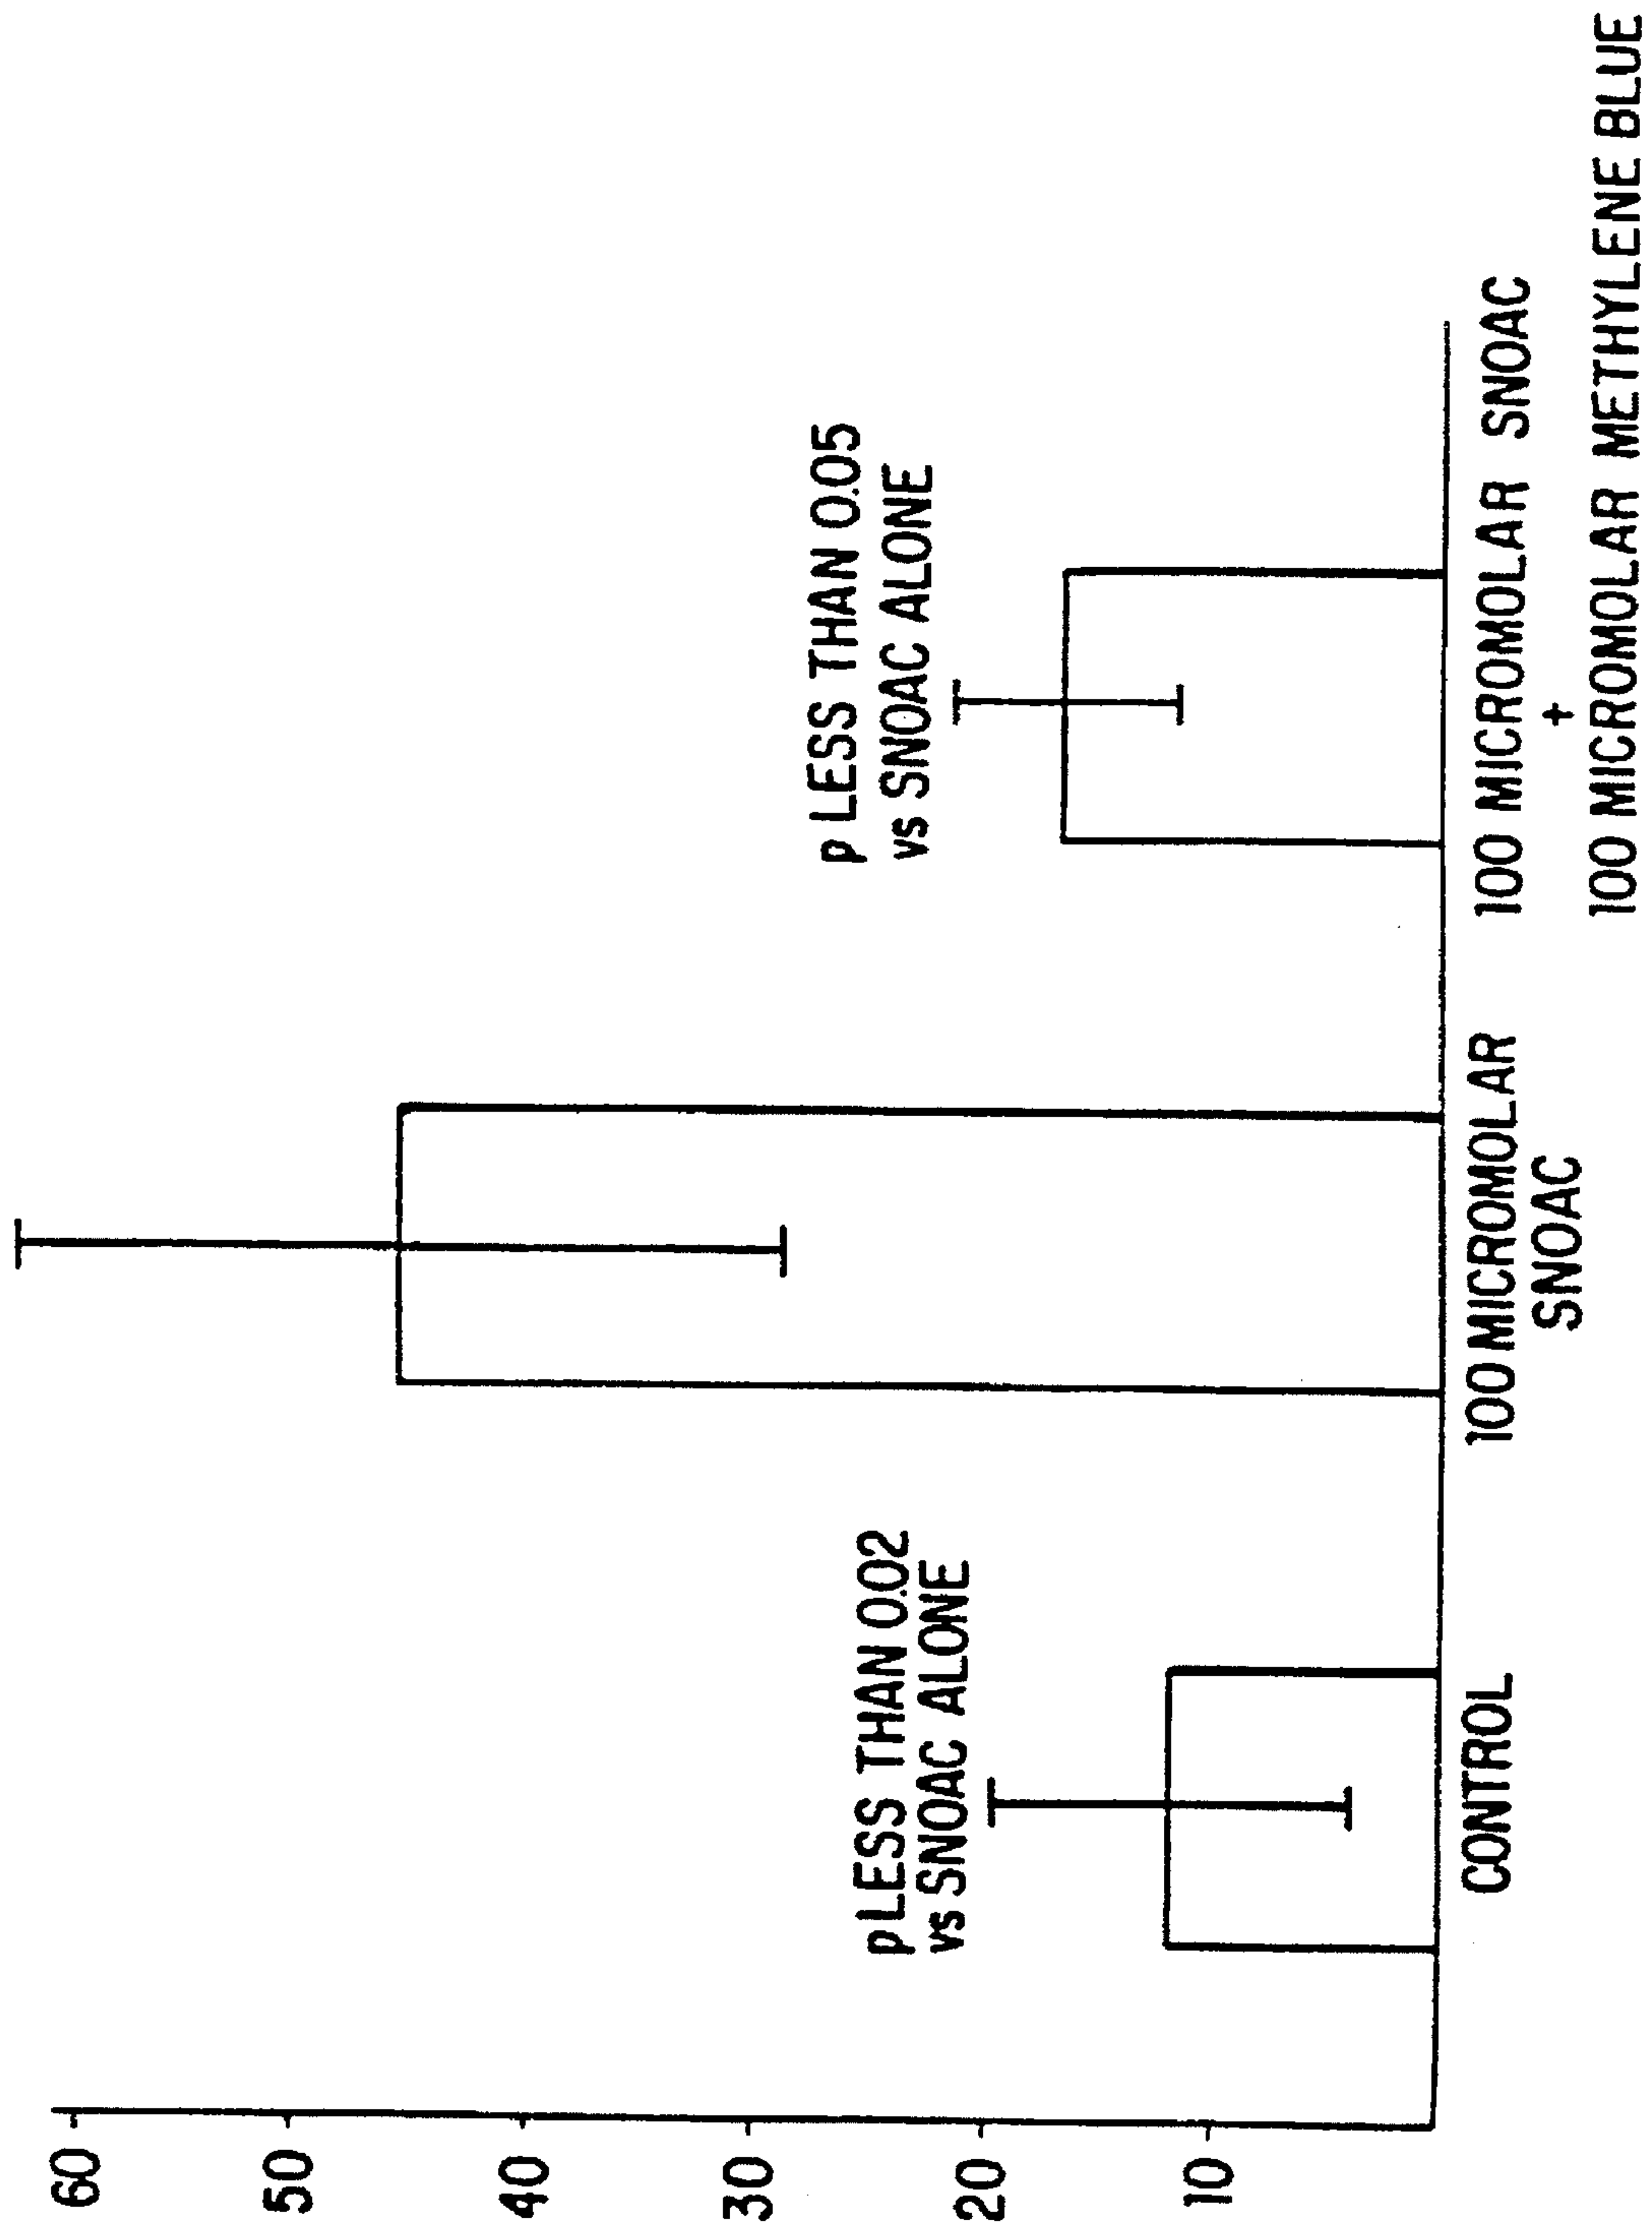 60
50
40
30
20
10
p LESS THAN 0.02
vs SNOAC ALONE
p LESS THAN 0.05
vs SNOAC ALONE
CONTROL
100 MICROMOLAR
SNOAC
100 MICROMOLAR SNOAC
+
100 MICROMOLAR METHYLENE BLUE